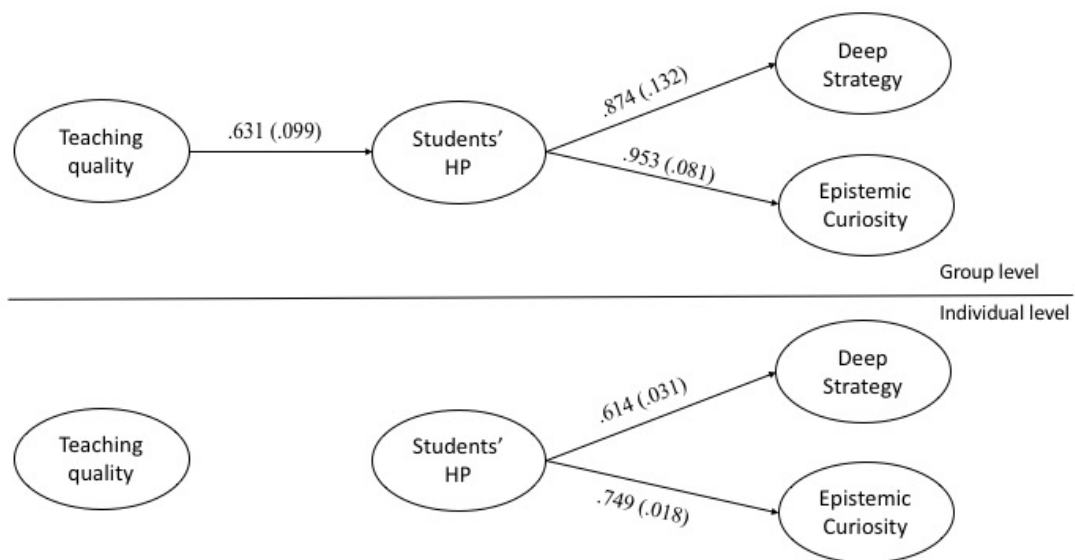 Deep
Strategy
.874 (.132)
Teaching
quality
.631 (.099)
Students'
HP
.953 (.081)
Epistemic
Curiosity
Group level
Individual level
Deep
Strategy
.614 (.031)
Teaching
quality
Students'
HP
.749 (.018)
Epistemic
Curiosity